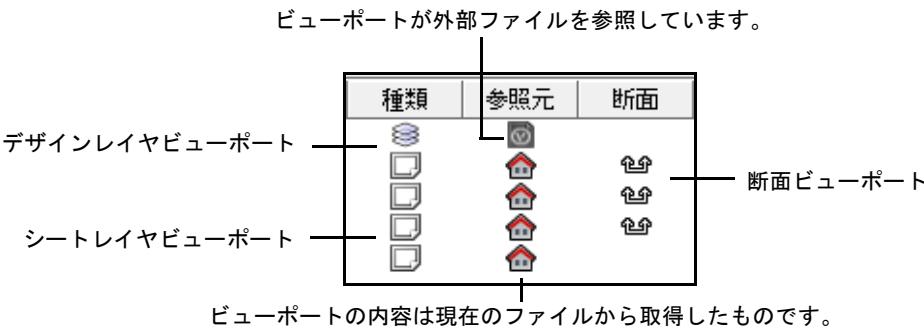 ビューポートが外部ファイルを参照しています。
種類 参照元 断面
デザインレイヤビューポート
断面ビューポート
シートレイヤビューポート
ビューポートの内容は現在のファイルから取得したものです。